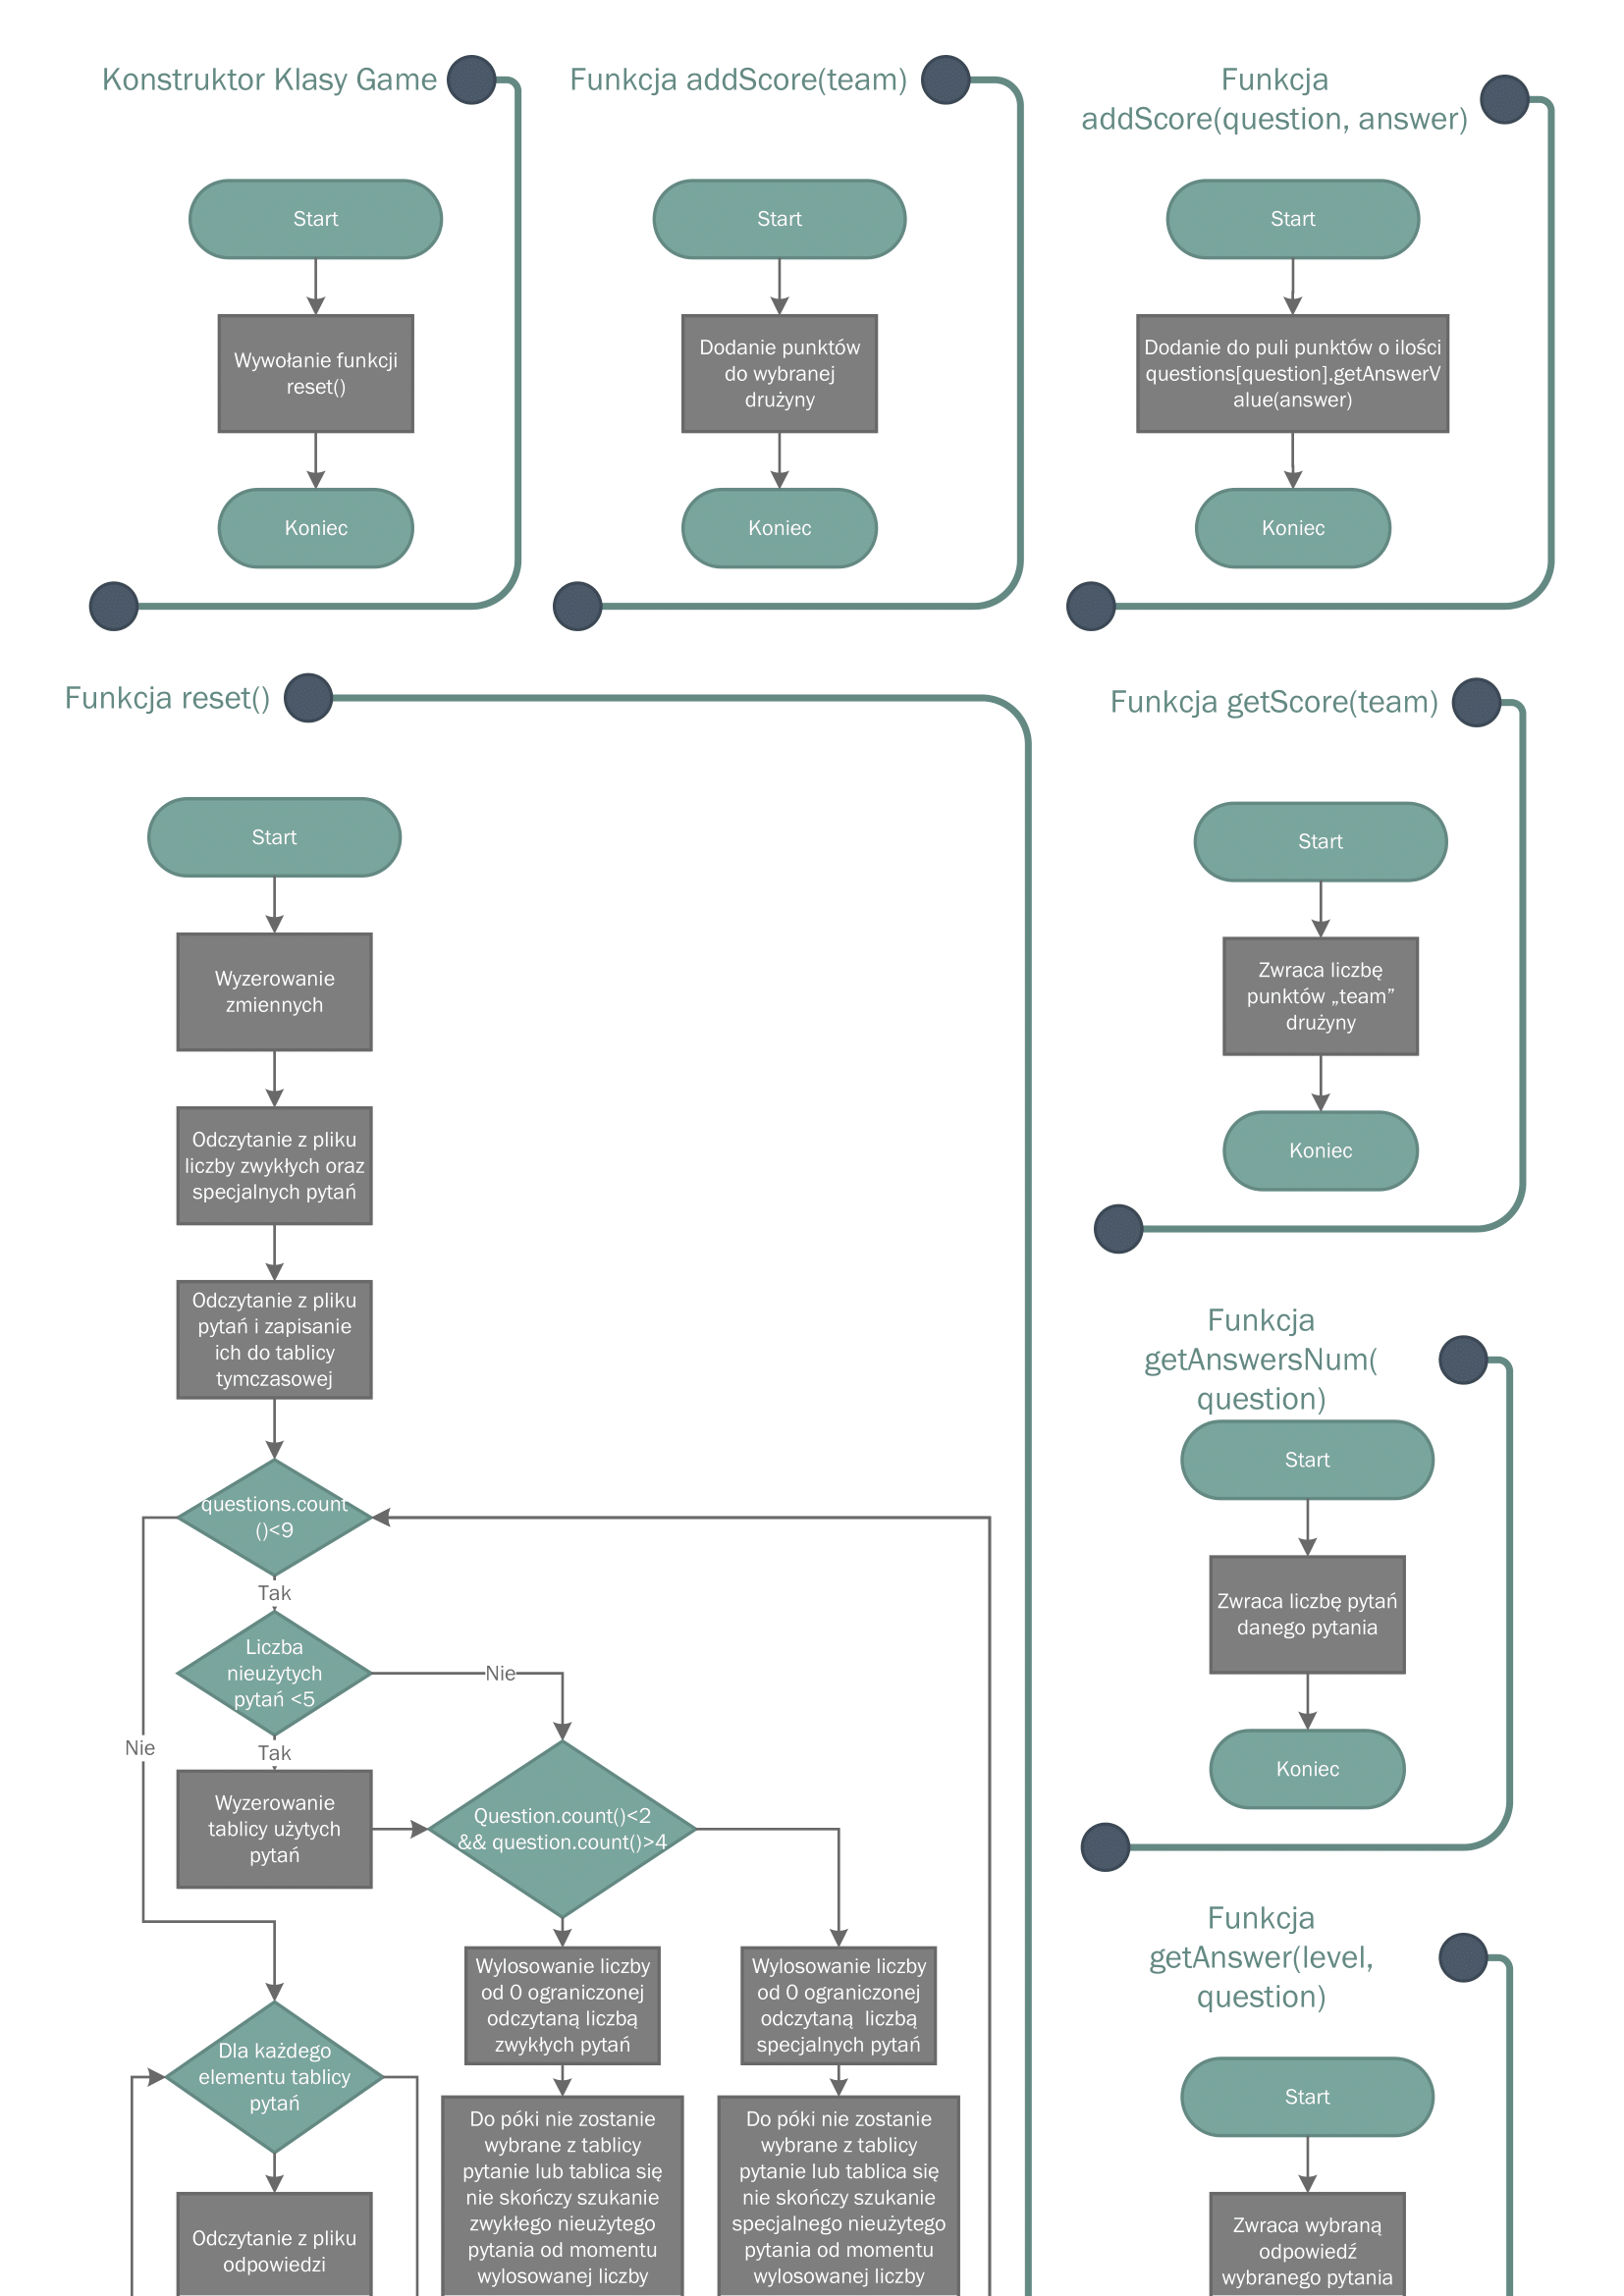 Konstruktor Klasy Game
Start
Wywołanie funkcji
reset()
Koniec
Funkcja addScore(team)
Start
Dodanie punktów
do wybranej
drużyny
Koniec
Funkcja
addScore(question, answer)
Start
Dodanie do puli punktów o ilości
questions[question].getAnswerV
alue(answer)
Koniec
Funkcja reset()
Start
Wyzerowanie
zmiennych
Odczytanie z pliku
liczby zwykłych oraz
specjalnych pytań
Odczytanie z pliku
pytań i zapisanie
ich do tablicy
tymczasowej
questions.count
()<9
Tak
Liczba
nieużytych
pytań <5
Nie
Nie
Tak
Wyzerowanie
tablicy użytych
pytań
Question.count()<2
&& question.count()>4
Wylosowanie liczby
od 0 ograniczonej
odczytaną liczbą
zwykłych pytań
Wylosowanie liczby
od 0 ograniczonej
odczytaną  liczbą
specjalnych pytań
Dla każdego
elementu tablicy
pytań
Odczytanie z pliku
odpowiedzi
Do póki nie zostanie
wybrane z tablicy
pytanie lub tablica się
nie skończy szukanie
zwykłego nieużytego
pytania od momentu
wylosowanej liczby
Do póki nie zostanie
wybrane z tablicy
pytanie lub tablica się
nie skończy szukanie
specjalnego nieużytego
pytania od momentu
wylosowanej liczby
Funkcja getScore(team)
Start
Zwraca liczbę
punktów „team”
drużyny
Koniec
Funkcja
getAnswersNum(
question)
Start
Zwraca liczbę pytań
danego pytania
Koniec
Funkcja
getAnswer(level,
question)
Start
Zwraca wybraną
odpowiedź
wybranego pytania